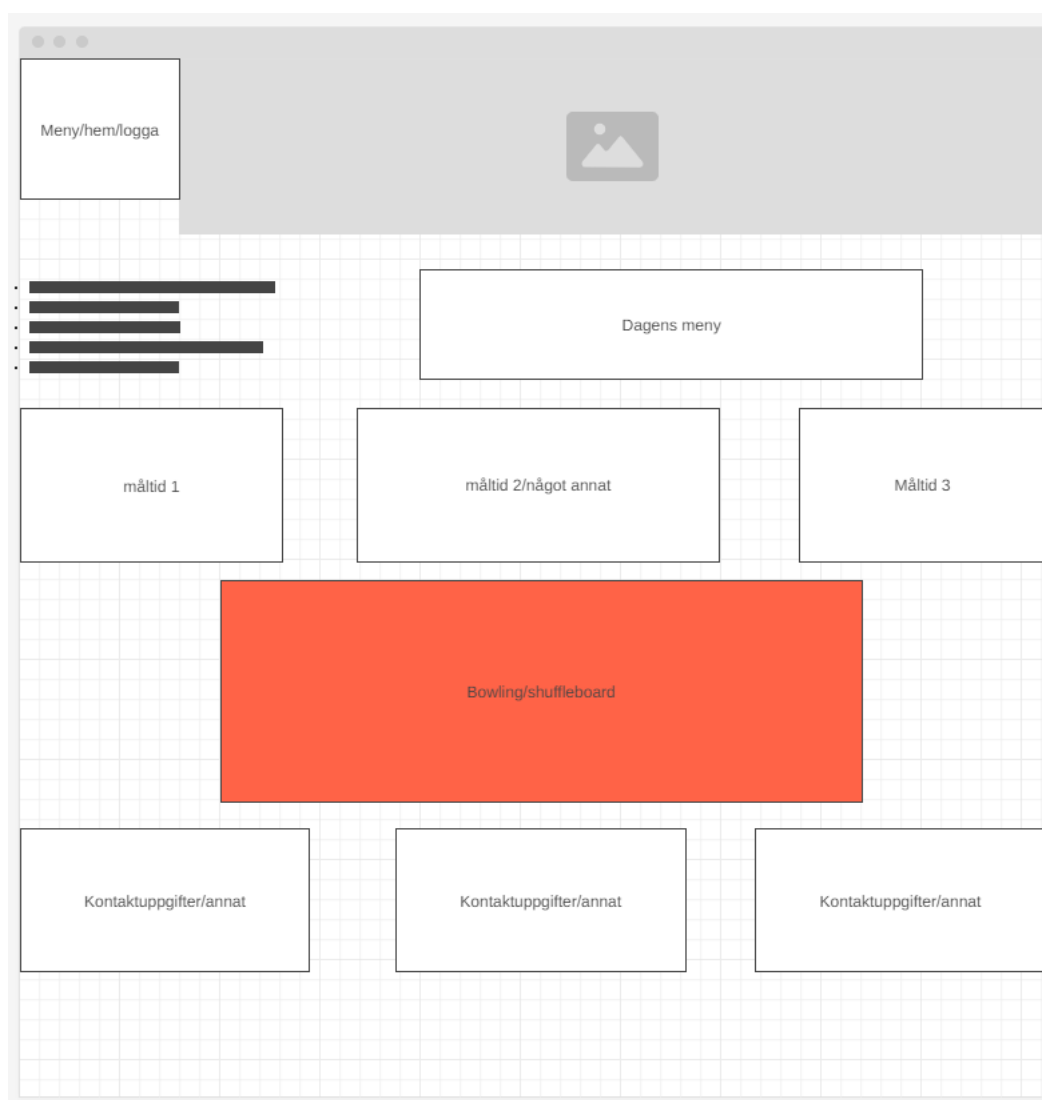 Meny/hem/logga
Dagens meny
måltid 1
måltid 2/något annat
Måltid 3
Bowling/shuffleboard
Kontaktuppgifter/annat
Kontaktuppgifter/annat
Kontaktuppgifter/annat